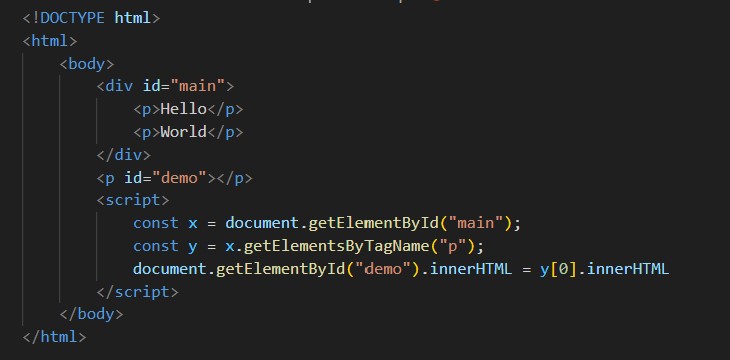 <!DOCTYPE html>
<html>
<body>
<div id="main">
<p>Hello</p>
<p>World</p>
</div>
<p id="demo"></p>
<script>
const x = document.getElementById("main");
const y = x.getElementsByTagName("p");
document.getElementById("demo").innerHTML = y[0].innerHTML
</script>
</body>
</html>